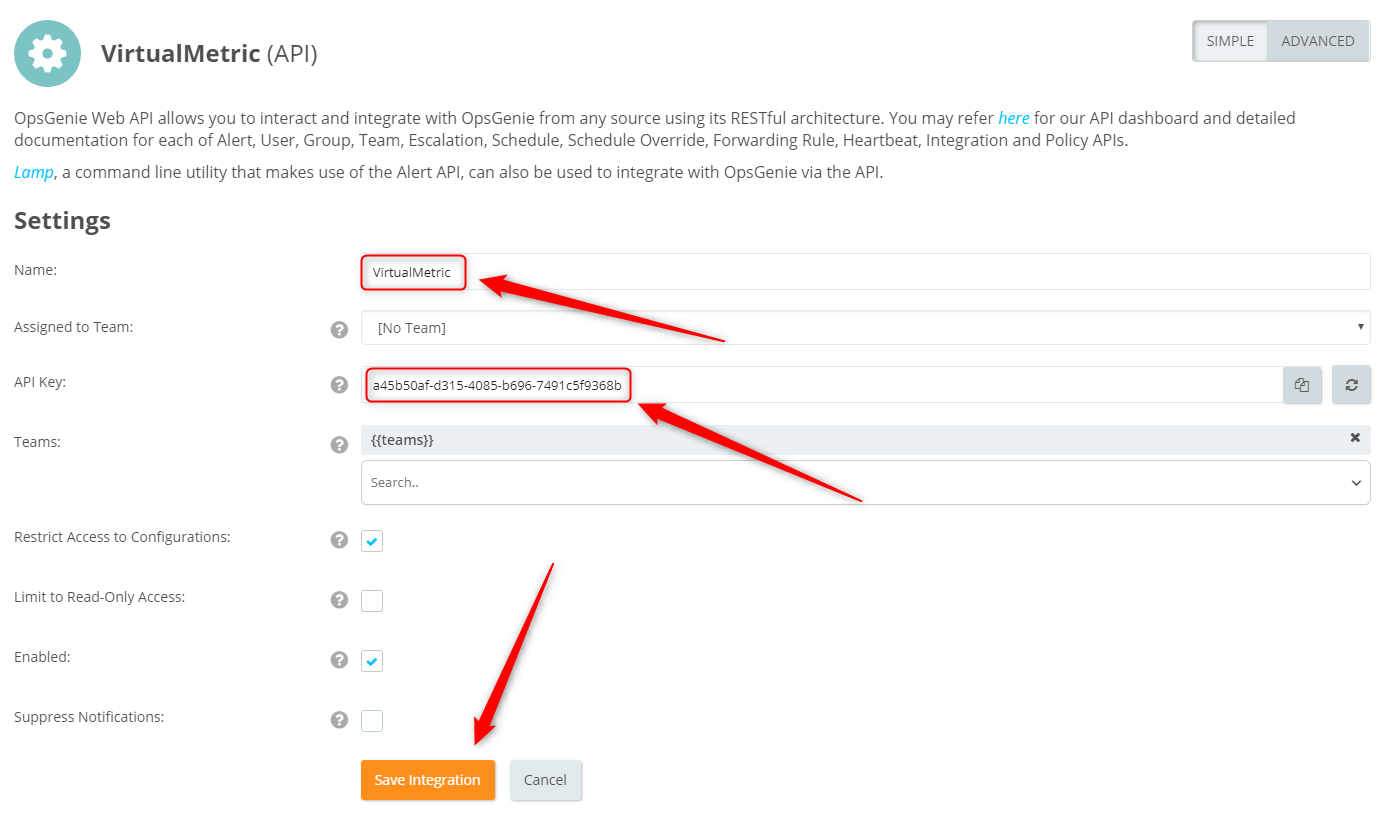 VirtualMetric (API)
SIMPLE ADVANCED
OpsGenie Web API allows you to interact and integrate with OpsGenie from any source using its RESTful architecture. You may refer here for our API dashboard and detailed
documentation for each of Alert, User, Group, Team, Escalation, Schedule, Schedule Override, Forwarding Rule, Heartbeat, Integration and Policy APIs.
Lamp, a command line utility that makes use of the Alert API, can also be used to integrate with OpsGenie via the API.
Settings
Name: VirtualMetric
Assigned to Team: ? [No Team]
API Key: ? a45b50af-d315-4085-b696-7491c5f9368b
Teams: ? {{teams}}
Search..
Restrict Access to Configurations: ?
Limit to Read-Only Access: ?
Enabled: ?
Suppress Notifications: ?
Save Integration Cancel